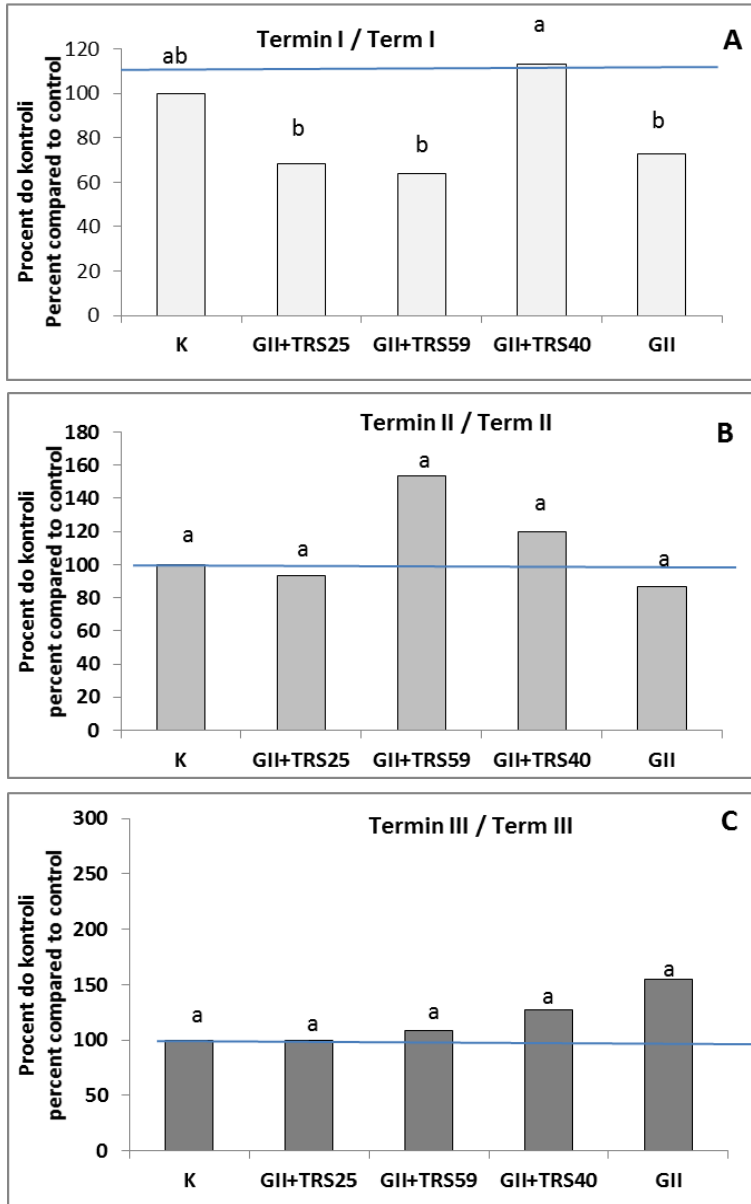 Termin I / Term I
A
Procent do kontroli
Percent compared to control
120
100
80
60
40
20
0
ab
b
b
a
b
K GII+TRS25 GII+TRS59 GII+TRS40 GII
Termin II / Term II
B
Procent do kontroli
percent compared to control
180
160
140
120
100
80
60
40
20
0
a
a
a
a
a
K GII+TRS25 GII+TRS59 GII+TRS40 GII
Termin III / Term III
C
Procent do kontroli
percent compared to control
300
250
200
150
100
50
0
a
a
a
a
a
K GII+TRS25 GII+TRS59 GII+TRS40 GII